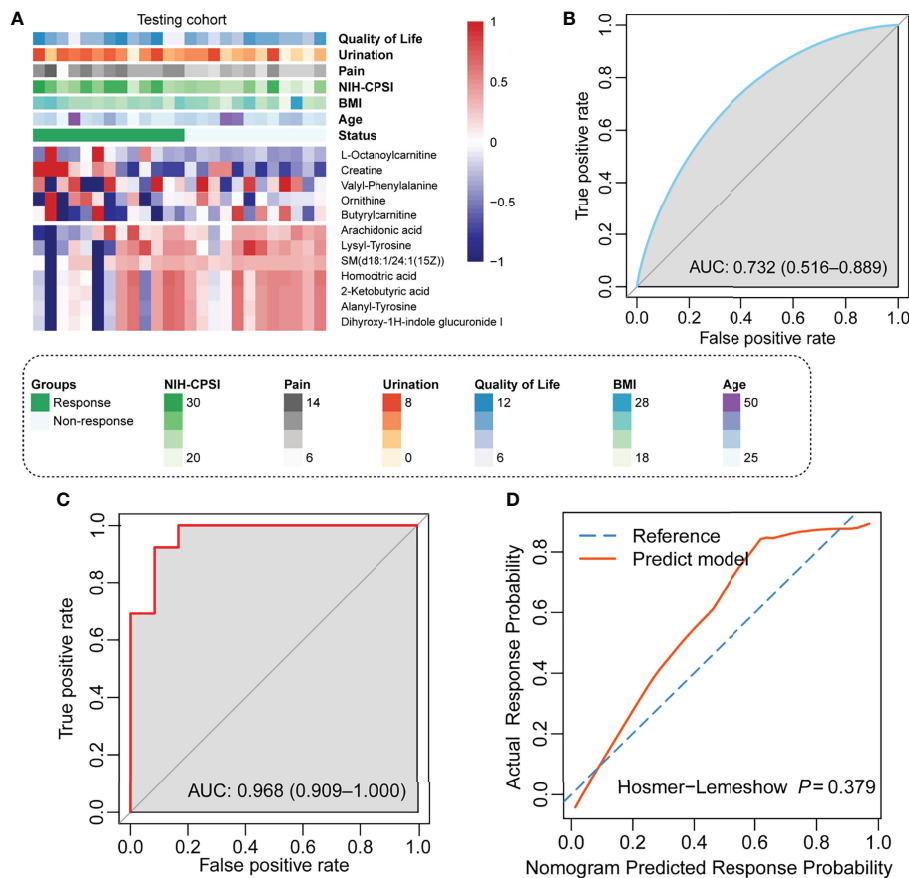 A
Testing cohort
Quality of Life
Urination
Pain
NIH-CPSI
BMI
Age
Status
L-Octanoylcarnitine
Creatine
Valyl-Phenylalanine
Ornithine
Butyrylcarnitine
Arachidonic acid
Lysyl-Tyrosine
SM(d18:1/24:1(15Z))
Homocitric acid
2-Ketobutyric acid
Alanyl-Tyrosine
Dihyroxy-1H-indole glucuronide I
1
0.5
0
−0.5
−1
B
True positive rate
0.0 0.2 0.4 0.6 0.8 1.0
AUC: 0.732 (0.516–0.889)
0.0 0.2 0.4 0.6 0.8 1.0
False positive rate
Groups
Response
Non-response
NIH-CPSI
30
20
Pain
14
6
Urination
8
0
Quality of Life
12
6
BMI
28
18
Age
50
25
C
True positive rate
0.0 0.2 0.4 0.6 0.8 1.0
AUC: 0.968 (0.909–1.000)
0.0 0.2 0.4 0.6 0.8 1.0
False positive rate
D
Actual Response Probability
0.0 0.2 0.4 0.6 0.8
Reference
Predict model
Hosmer−Lemeshow P = 0.379
0.0 0.2 0.4 0.6 0.8 1.0
Nomogram Predicted Response Probability